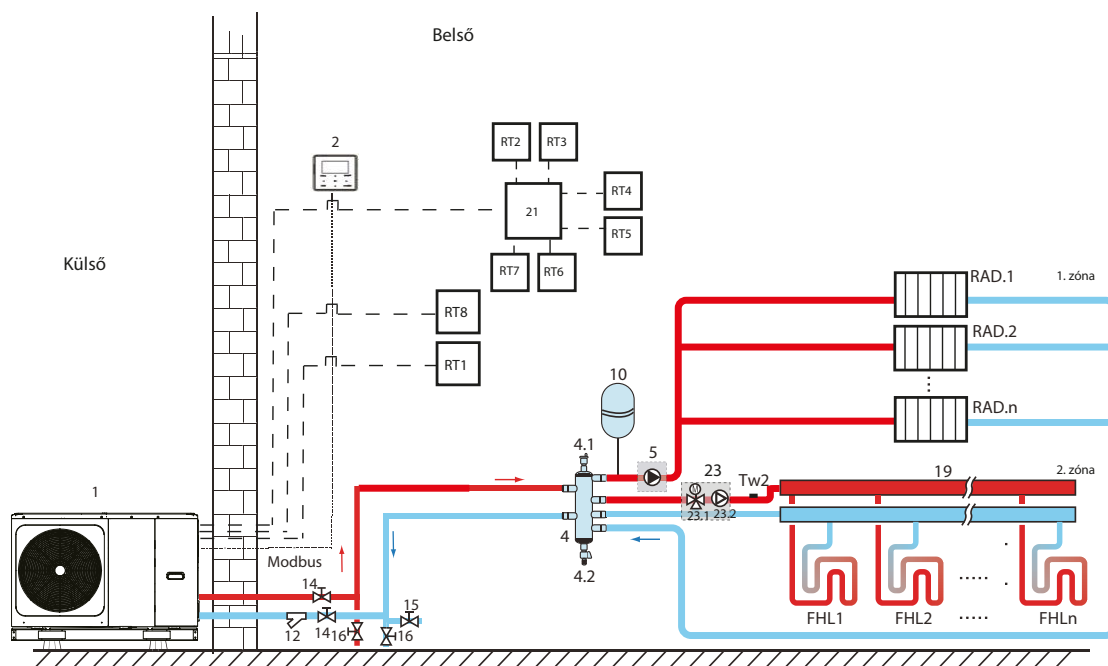 Belső
2
RT2
RT3
RT4
21
RT5
RT7
RT6
Külső
RT8
RT1
RAD.1
1. zóna
RAD.2
RAD.n
10
4.1
5
23
Tw2
19
2. zóna
M
23.1
23.2
4
4.2
1
Modbus
14
12
14
16
16
15
FHL1
FHL2
FHLn